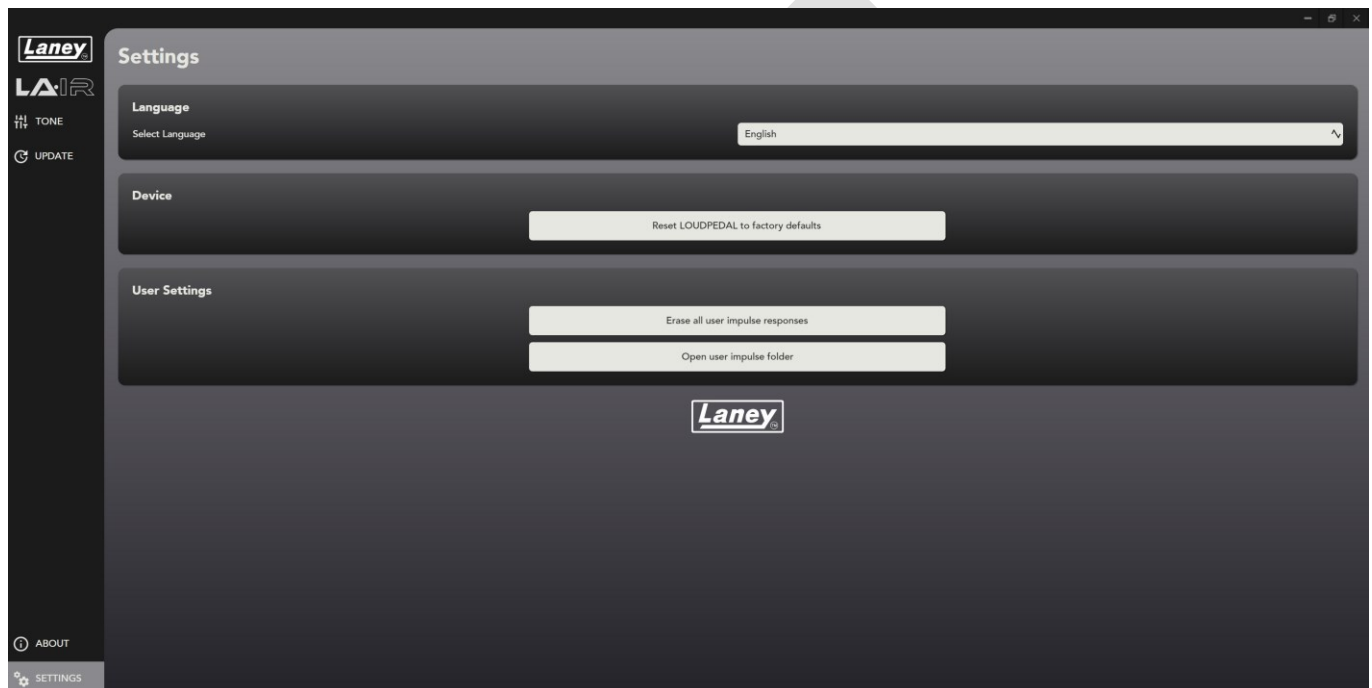 Laney
LA·IR
TONE
UPDATE
Settings
Language
Select Language
English
Device
Reset LOUDPEDAL to factory defaults
User Settings
Erase all user impulse responses
Open user impulse folder
Laney
ABOUT
SETTINGS